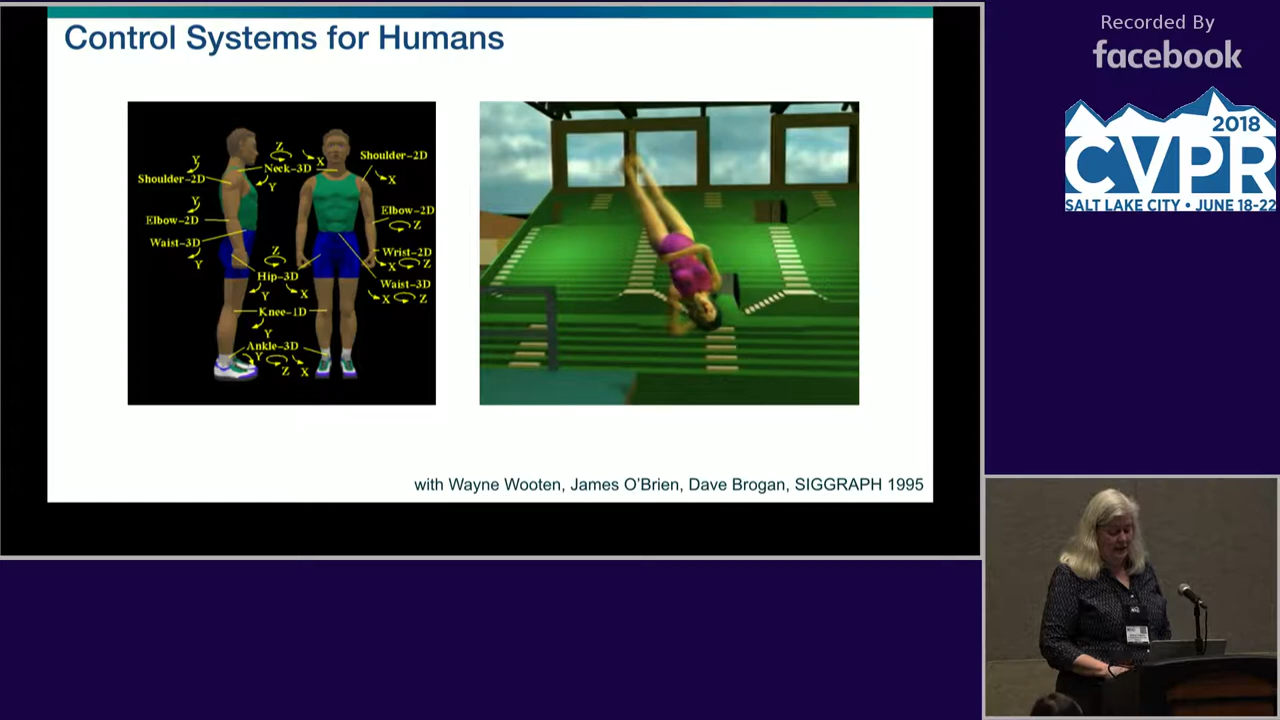 Control Systems for Humans
Z
X
Shoulder-2D
Y
Neck-3D
Shoulder-2D
Y
X
Y
Elbow-2D
Z
Elbow-2D
Waist-3D
Z
Wrist-2D
X Z
Y
Hip-3D
Waist-3D
Y
X
X Z
Knee-1D
Y
Ankle-3D
Y
Z
X
with Wayne Wooten, James O'Brien, Dave Brogan, SIGGRAPH 1995
Recorded By
facebook
2018
CVPR
SALT LAKE CITY • JUNE 18-22